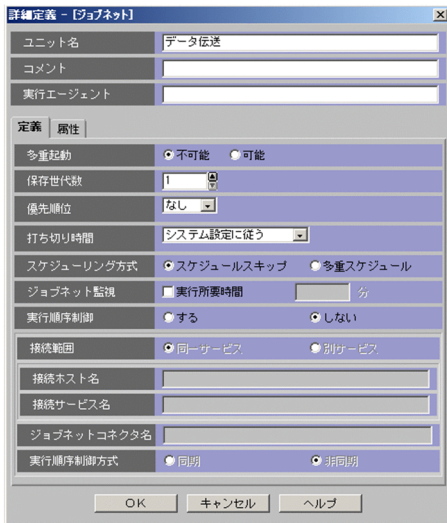 詳細定義 - [ジョブネット]
ユニット名 データ伝送
コメント
実行エージェント
定義 属性
多重起動 不可能 可能
保存世代数 1
優先順位 なし
打ち切り時間 システム設定に従う
スケジューリング方式 スケジュールスキップ 多重スケジュール
ジョブネット監視 実行所要時間 分
実行順序制御 する しない
接続範囲 同一サービス 別サービス
接続ホスト名
接続サービス名
ジョブネットコネクタ名
実行順序制御方式 同期 非同期
OK キャンセル ヘルプ